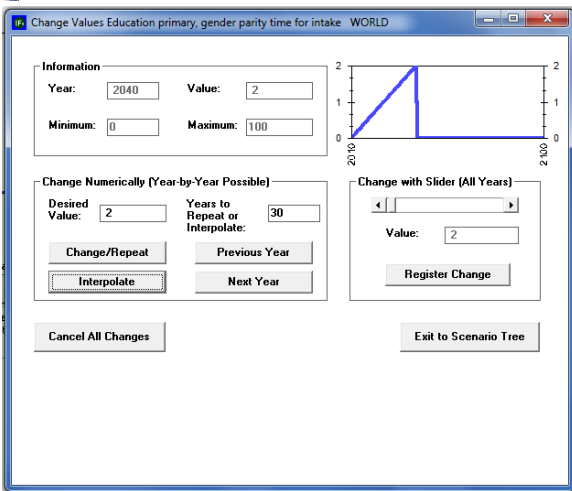 IFs Change Values Education primary, gender parity time for intake WORLD
Information
Year: 2040 Value: 2
Minimum: 0 Maximum: 100
2 2
1 1
0 0
2010 2100
Change Numerically (Year-by-Year Possible)
Desired Value: 2 Years to Repeat or Interpolate: 30
Change/Repeat Previous Year
Interpolate Next Year
Change with Slider (All Years)
Value: 2
Register Change
Cancel All Changes Exit to Scenario Tree